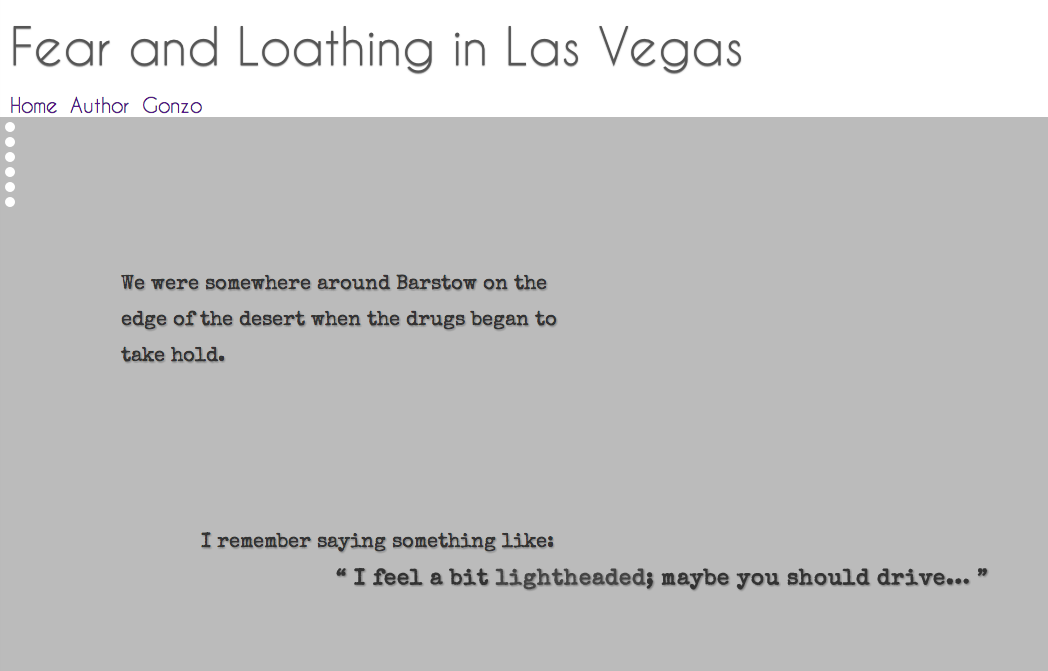 Fear and Loathing in Las Vegas
Home Author Gonzo
We were somewhere around Barstow on the
edge of the desert when the drugs began to
take hold.
I remember saying something like:
“ I feel a bit lightheaded; maybe you should drive... ”